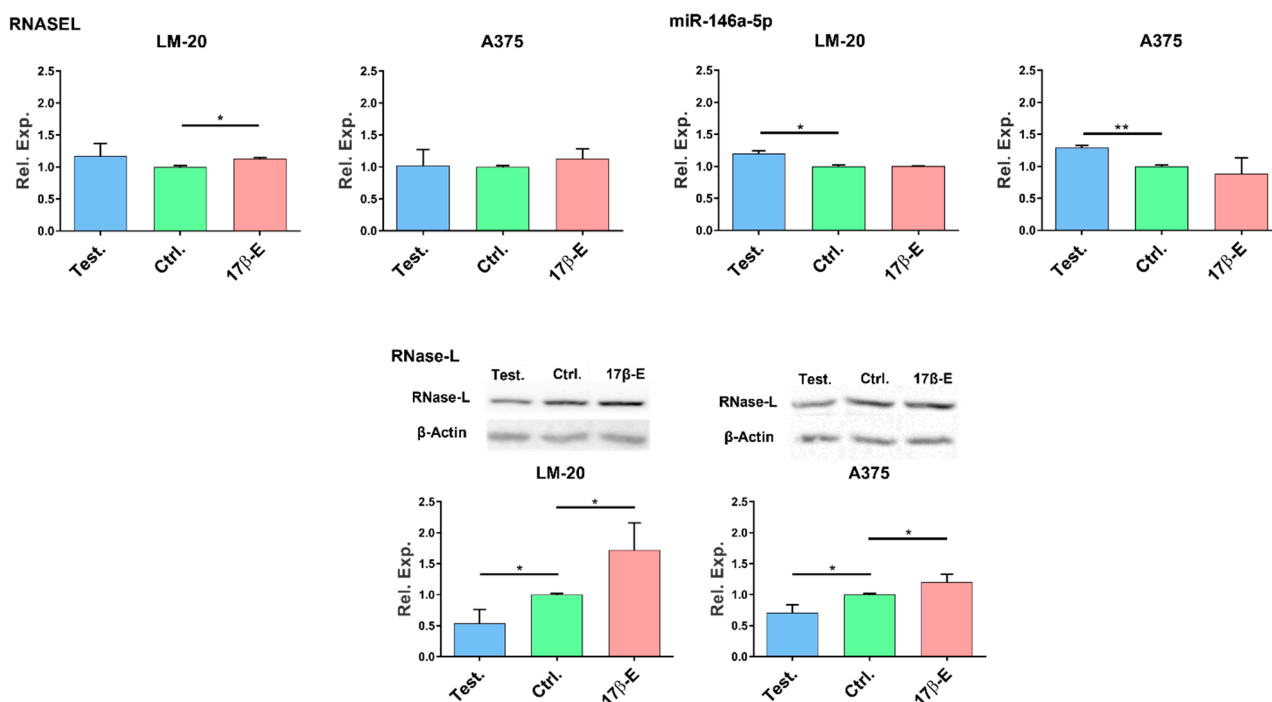 RNASEL
LM-20
Rel. Exp.
2.5
2.0
1.5
1.0
0.5
0.0
*
Test.
Ctrl.
17β-E
A375
Rel. Exp.
2.5
2.0
1.5
1.0
0.5
0.0
Test.
Ctrl.
17β-E
miR-146a-5p
LM-20
Rel. Exp.
2.5
2.0
1.5
1.0
0.5
0.0
*
Test.
Ctrl.
17β-E
A375
Rel. Exp.
2.5
2.0
1.5
1.0
0.5
0.0
**
Test.
Ctrl.
17β-E
RNase-L
Test. Ctrl. 17β-E
RNase-L
β-Actin
LM-20
Rel. Exp.
2.5
2.0
1.5
1.0
0.5
0.0
*
*
Test.
Ctrl.
17β-E
Test. Ctrl. 17β-E
RNase-L
β-Actin
A375
Rel. Exp.
2.5
2.0
1.5
1.0
0.5
0.0
*
*
Test.
Ctrl.
17β-E